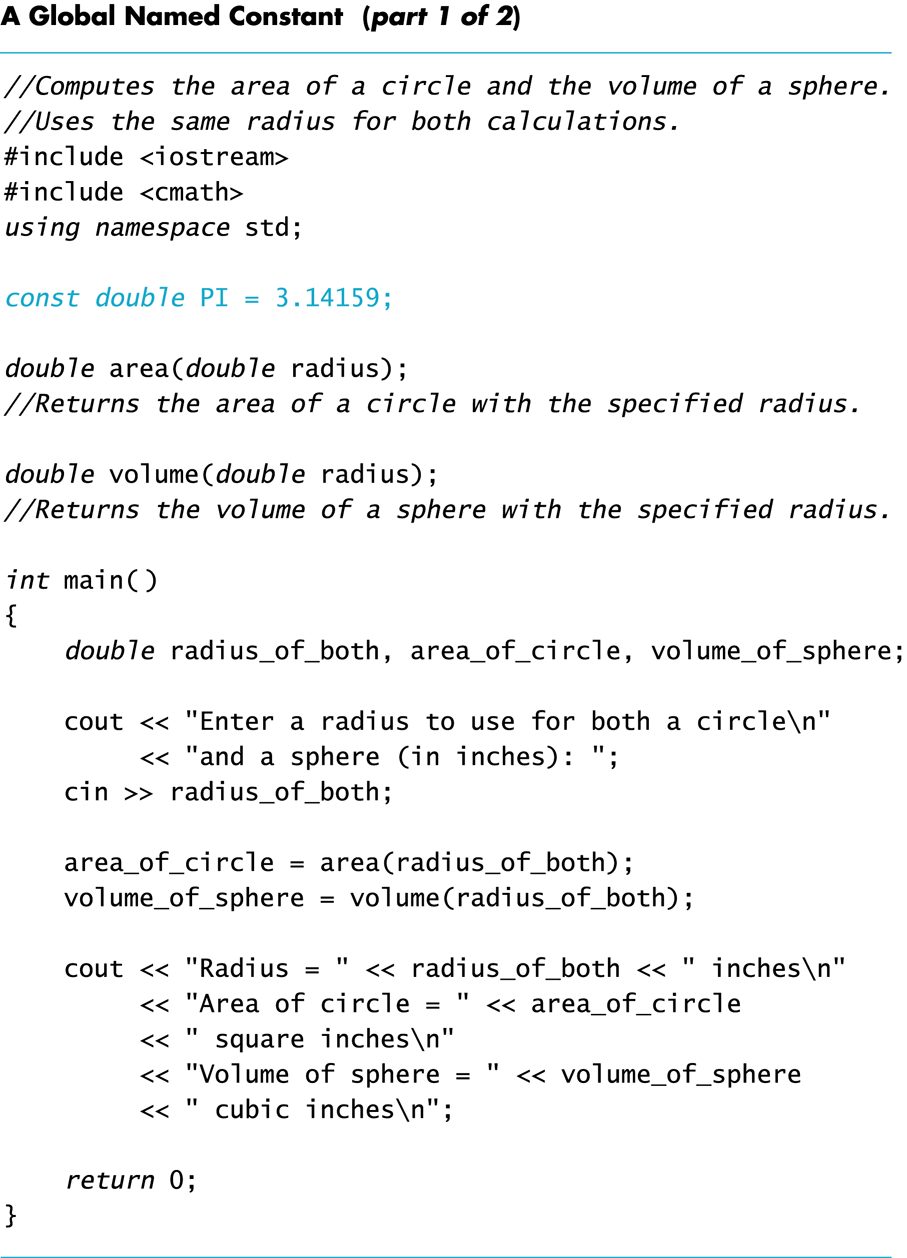 A Global Named Constant (part 1 of 2)
//Computes the area of a circle and the volume of a sphere.
//Uses the same radius for both calculations.
#include <iostream>
#include <cmath>
using namespace std;
const double PI = 3.14159;
double area(double radius);
//Returns the area of a circle with the specified radius.
double volume(double radius);
//Returns the volume of a sphere with the specified radius.
int main()
{
    double radius_of_both, area_of_circle, volume_of_sphere;
    cout << "Enter a radius to use for both a circle\n"
         << "and a sphere (in inches): ";
    cin >> radius_of_both;
    area_of_circle = area(radius_of_both);
    volume_of_sphere = volume(radius_of_both);
    cout << "Radius = " << radius_of_both << " inches\n"
         << "Area of circle = " << area_of_circle
         << " square inches\n"
         << "Volume of sphere = " << volume_of_sphere
         << " cubic inches\n";
    return 0;
}